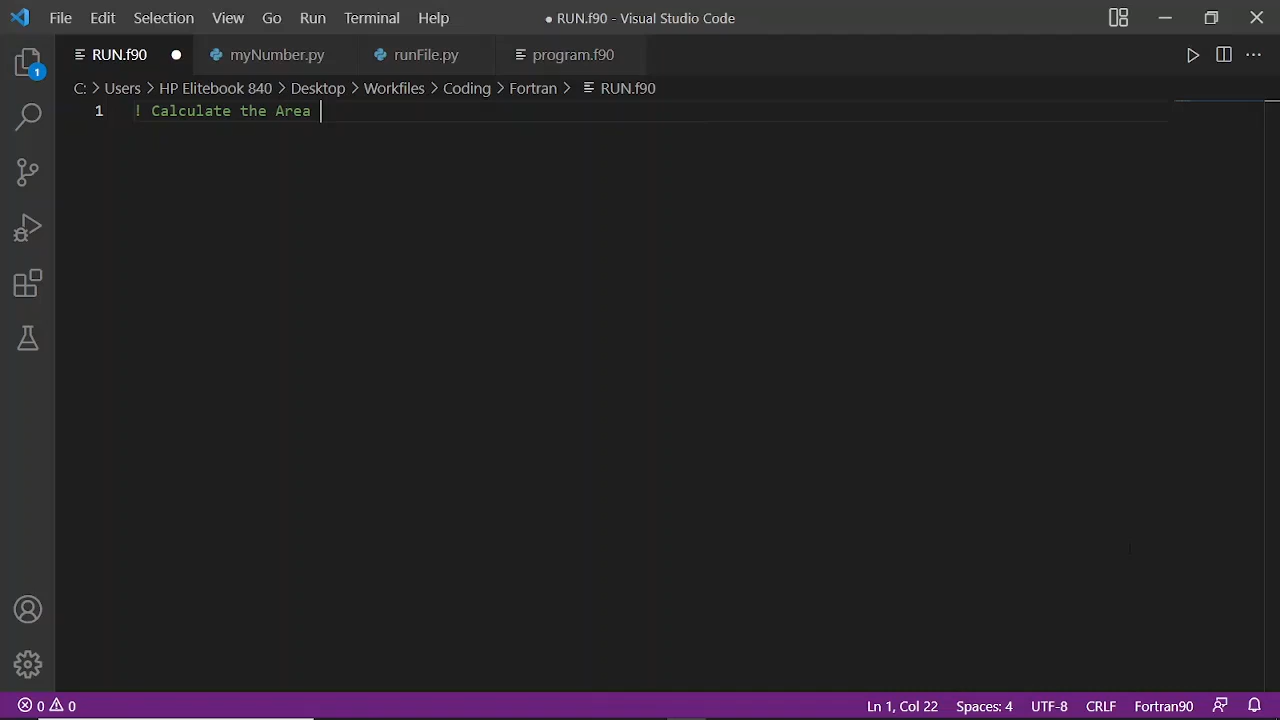 File Edit Selection View Go Run Terminal Help ● RUN.f90 - Visual Studio Code
RUN.f90 myNumber.py runFile.py program.f90
C: > Users > HP Elitebook 840 > Desktop > Workfiles > Coding > Fortran > RUN.f90
1 ! Calculate the Area
1
0 0 Ln 1, Col 22 Spaces: 4 UTF-8 CRLF Fortran90